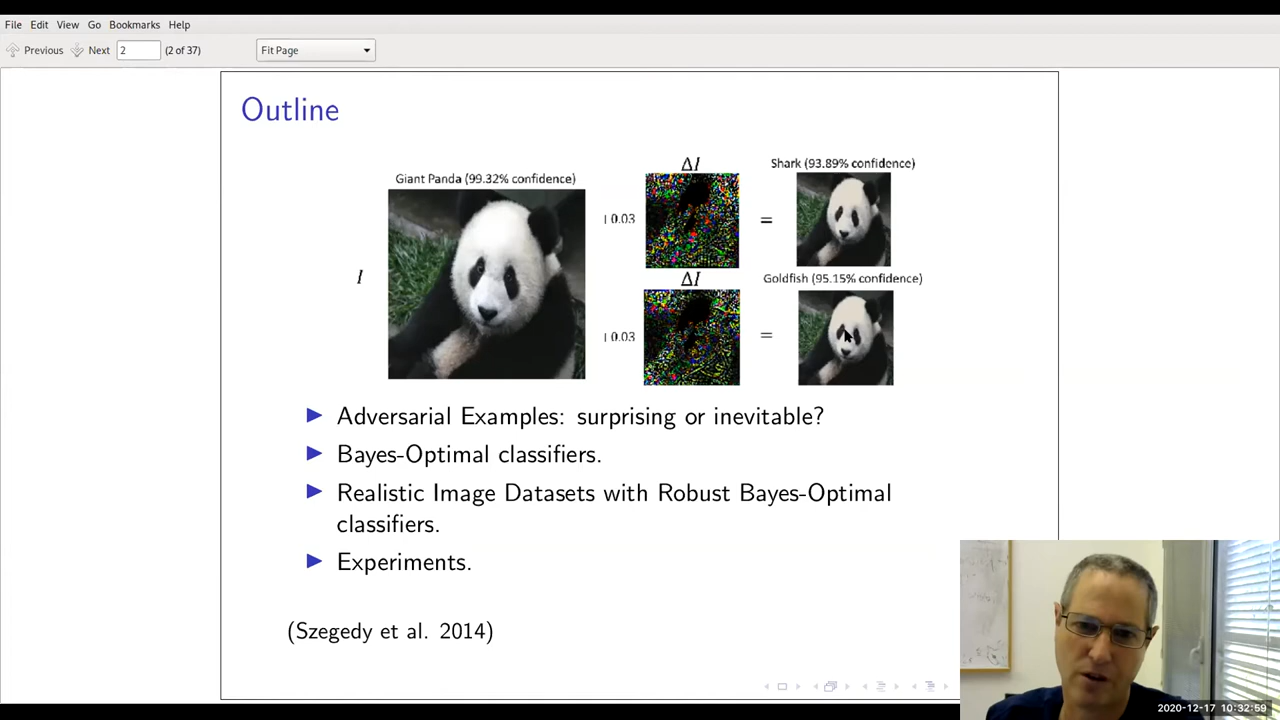 File Edit View Go Bookmarks Help
Previous Next 2 (2 of 37) Fit Page
Outline
Giant Panda (99.32% confidence)
I
ΔI
0.03
=
Shark (93.89% confidence)
ΔI
0.03
=
Goldfish (95.15% confidence)
Adversarial Examples: surprising or inevitable?
Bayes-Optimal classifiers.
Realistic Image Datasets with Robust Bayes-Optimal
classifiers.
Experiments.
(Szegedy et al. 2014)
2020-12-17 10:32:59